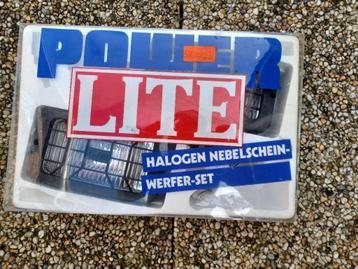 POWER
LITE
HALOGEN NEBELSCHEIN-
WERFER-SET